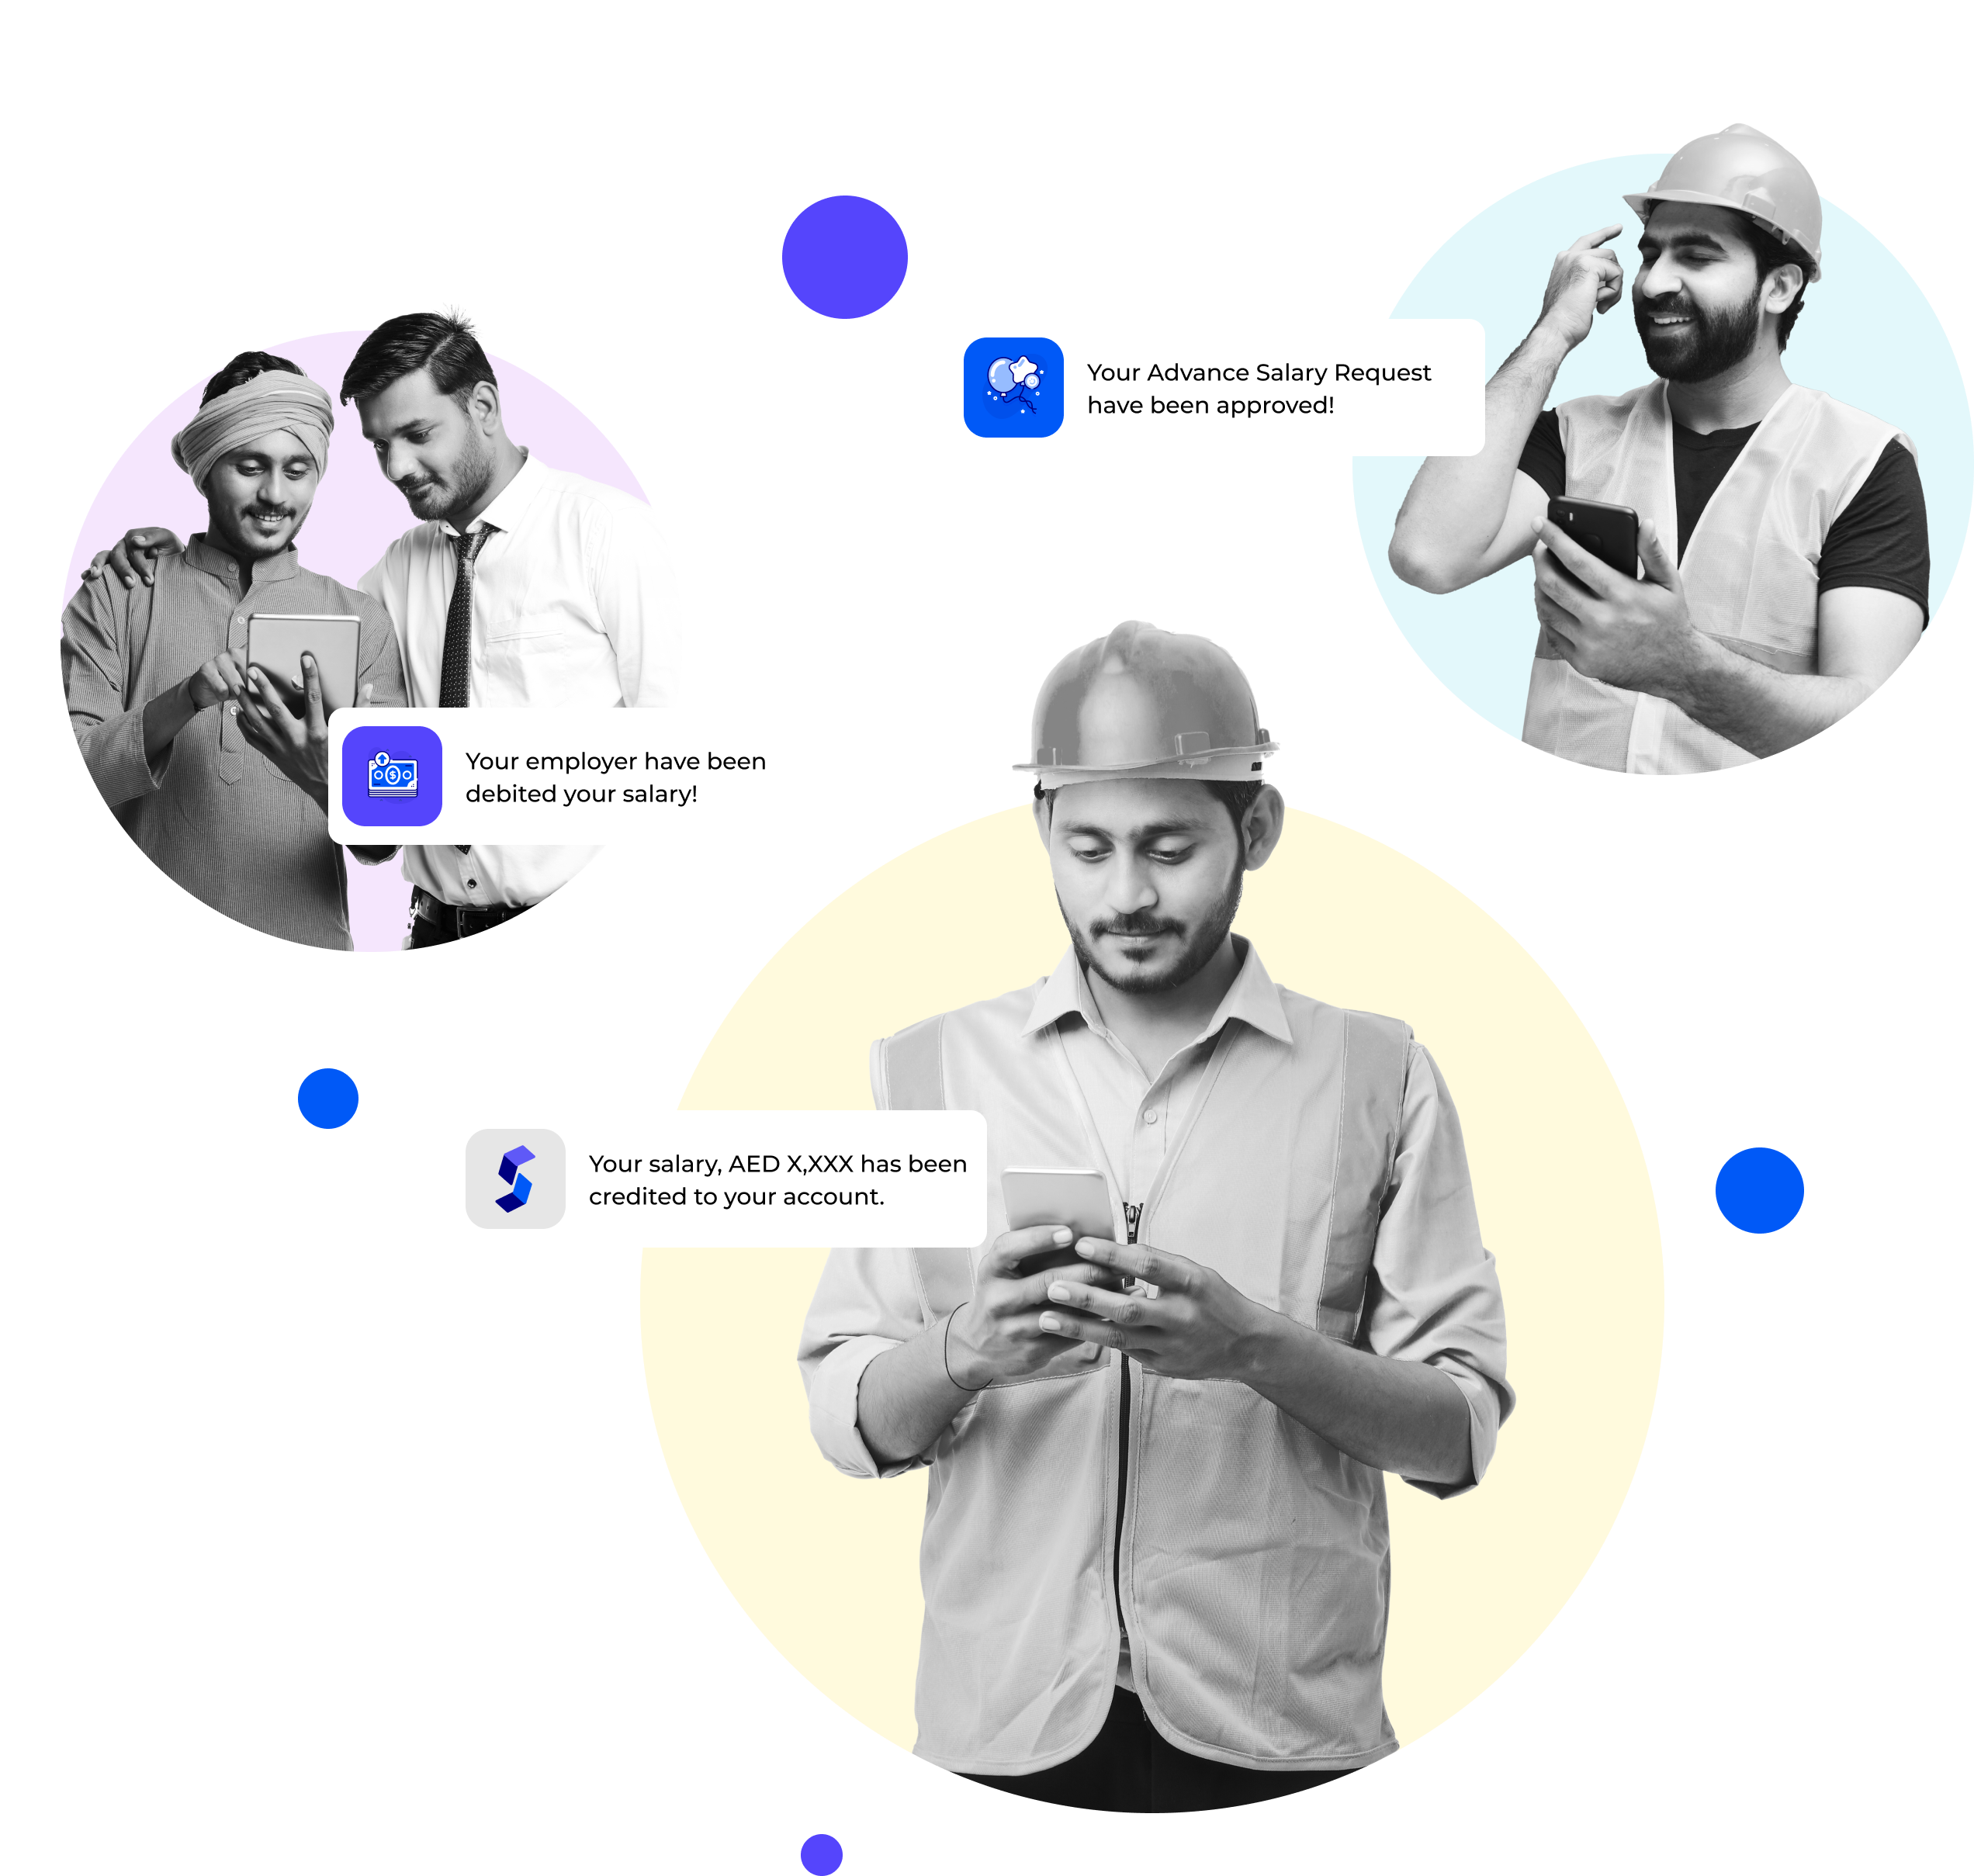 Your Advance Salary Request
have been approved!
Your employer have been
debited your salary!
Your salary, AED X,XXX has been
credited to your account.